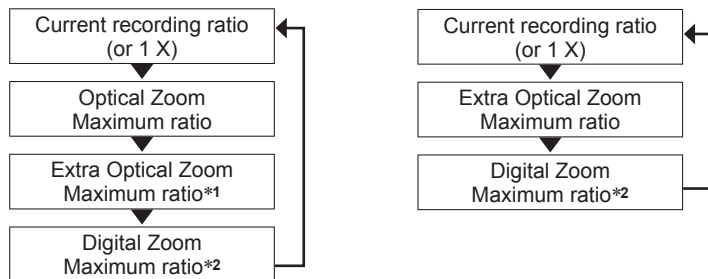 Current recording ratio
(or 1 X)
Optical Zoom
Maximum ratio
Extra Optical Zoom
Maximum ratio*1
Digital Zoom
Maximum ratio*2
Current recording ratio
(or 1 X)
Extra Optical Zoom
Maximum ratio
Digital Zoom
Maximum ratio*2